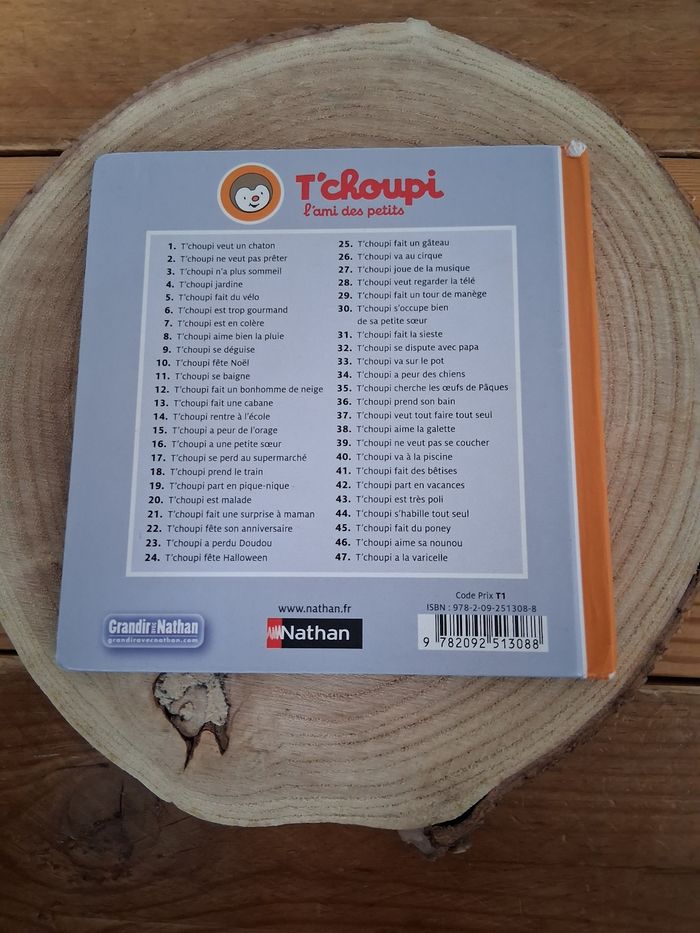 T'choupi
l'ami des petits
1. T'choupi veut un chaton
2. T'choupi ne veut pas prêter
3. T'choupi n'a plus sommeil
4. T'choupi jardine
5. T'choupi fait du vélo
6. T'choupi est trop gourmand
7. T'choupi est en colère
8. T'choupi aime bien la pluie
9. T'choupi se déguise
10. T'choupi fête Noël
11. T'choupi se baigne
12. T'choupi fait un bonhomme de neige
13. T'choupi fait une cabane
14. T'choupi rentre à l'école
15. T'choupi a peur de l'orage
16. T'choupi a une petite sœur
17. T'choupi se perd au supermarché
18. T'choupi prend le train
19. T'choupi part en pique-nique
20. T'choupi est malade
21. T'choupi fait une surprise à maman
22. T'choupi fête son anniversaire
23. T'choupi a perdu Doudou
24. T'choupi fête Halloween
25. T'choupi fait un gâteau
26. T'choupi va au cirque
27. T'choupi joue de la musique
28. T'choupi veut regarder la télé
29. T'choupi fait un tour de manège
30. T'choupi s'occupe bien
de sa petite sœur
31. T'choupi fait la sieste
32. T'choupi se dispute avec papa
33. T'choupi va sur le pot
34. T'choupi a peur des chiens
35. T'choupi cherche les œufs de Pâques
36. T'choupi prend son bain
37. T'choupi veut tout faire tout seul
38. T'choupi aime la galette
39. T'choupi ne veut pas se coucher
40. T'choupi va à la piscine
41. T'choupi fait des bêtises
42. T'choupi part en vacances
43. T'choupi est très poli
44. T'choupi s'habille tout seul
45. T'choupi fait du poney
46. T'choupi aime sa nounou
47. T'choupi a la varicelle
Grandir avec Nathan
grandiravecnathan.com
www.nathan.fr
Nathan
Code Prix T1
ISBN : 978-2-09-251308-8
9 782092 513088